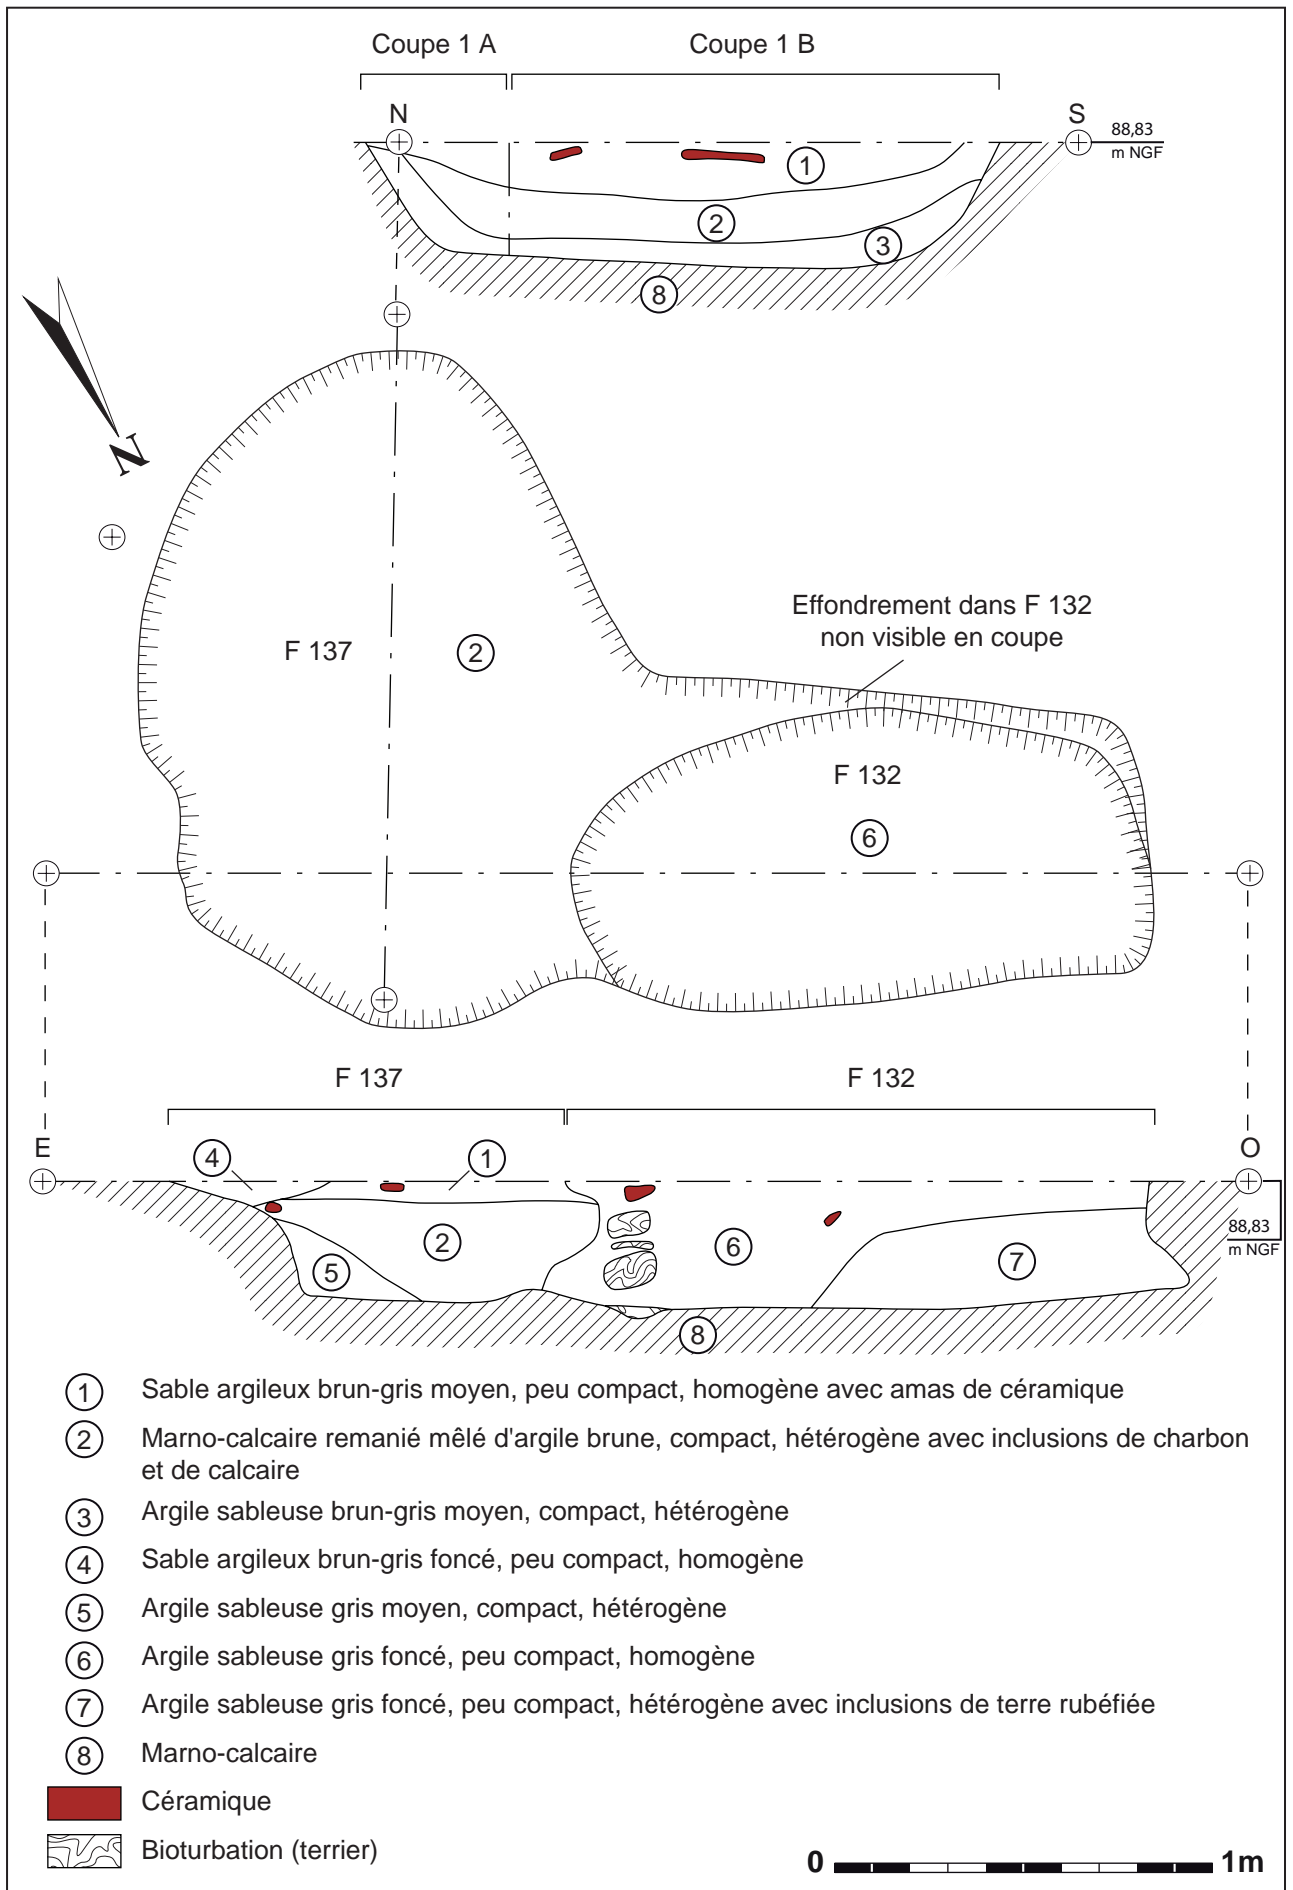 Coupe 1 A
Coupe 1 B
N
S
88,83
m NGF
1
2
3
8
N
F 137
2
Effondrement dans F 132
non visible en coupe
F 132
6
F 137
F 132
E
O
4
1
88,83
m NGF
2
6
5
7
8
1 Sable argileux brun-gris moyen, peu compact, homogène avec amas de céramique
2 Marno-calcaire remanié mêlé d'argile brune, compact, hétérogène avec inclusions de charbon
et de calcaire
3 Argile sableuse brun-gris moyen, compact, hétérogène
4 Sable argileux brun-gris foncé, peu compact, homogène
5 Argile sableuse gris moyen, compact, hétérogène
6 Argile sableuse gris foncé, peu compact, homogène
7 Argile sableuse gris foncé, peu compact, hétérogène avec inclusions de terre rubéfiée
8 Marno-calcaire
Céramique
Bioturbation (terrier)
0 1m